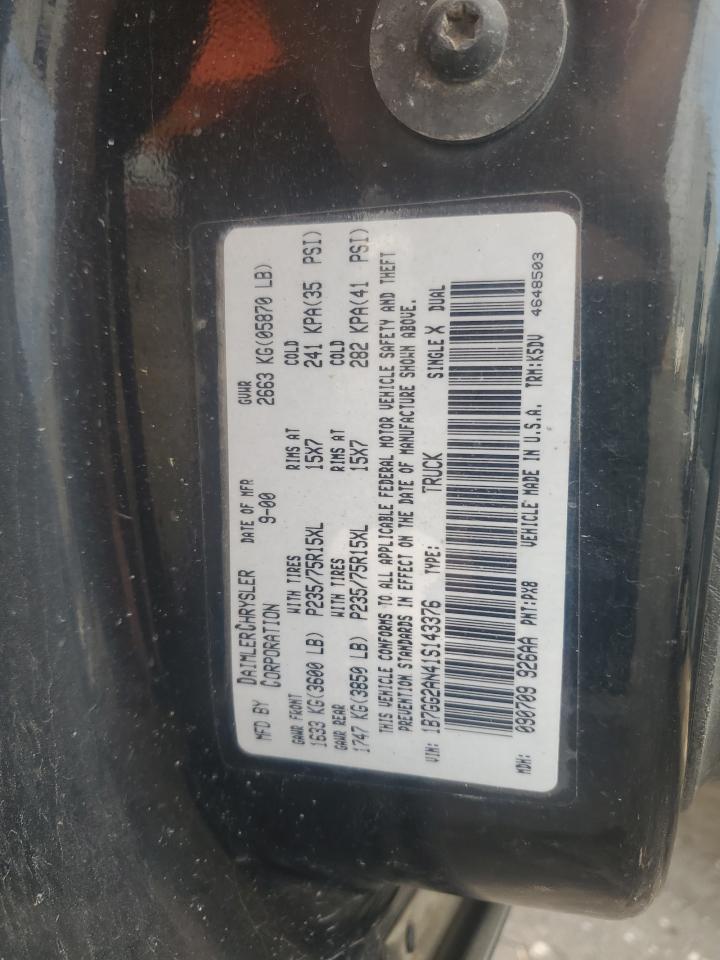 MFD BY DAIMLERCHRYSLER DATE OF MFR GVWR
CORPORATION 9-00 2663 KG(05870 LB)
GAWR FRONT WITH TIRES RIMS AT COLD
1633 KG(3600 LB) P235/75R15XL 15X7 241 KPA(35 PSI)
GAWR REAR WITH TIRES RIMS AT COLD
1747 KG(3850 LB) P235/75R15XL 15X7 282 KPA(41 PSI)
THIS VEHICLE CONFORMS TO ALL APPLICABLE FEDERAL MOTOR VEHICLE SAFETY AND THEFT
PREVENTION STANDARDS IN EFFECT ON THE DATE OF MANUFACTURE SHOWN ABOVE.
VIN: 1B7GG2AN41S143376 TYPE: TRUCK SINGLE X DUAL
MDH: 090709 926AA PNT:PX8 VEHICLE MADE IN U.S.A. TRM:K5DV 4648503